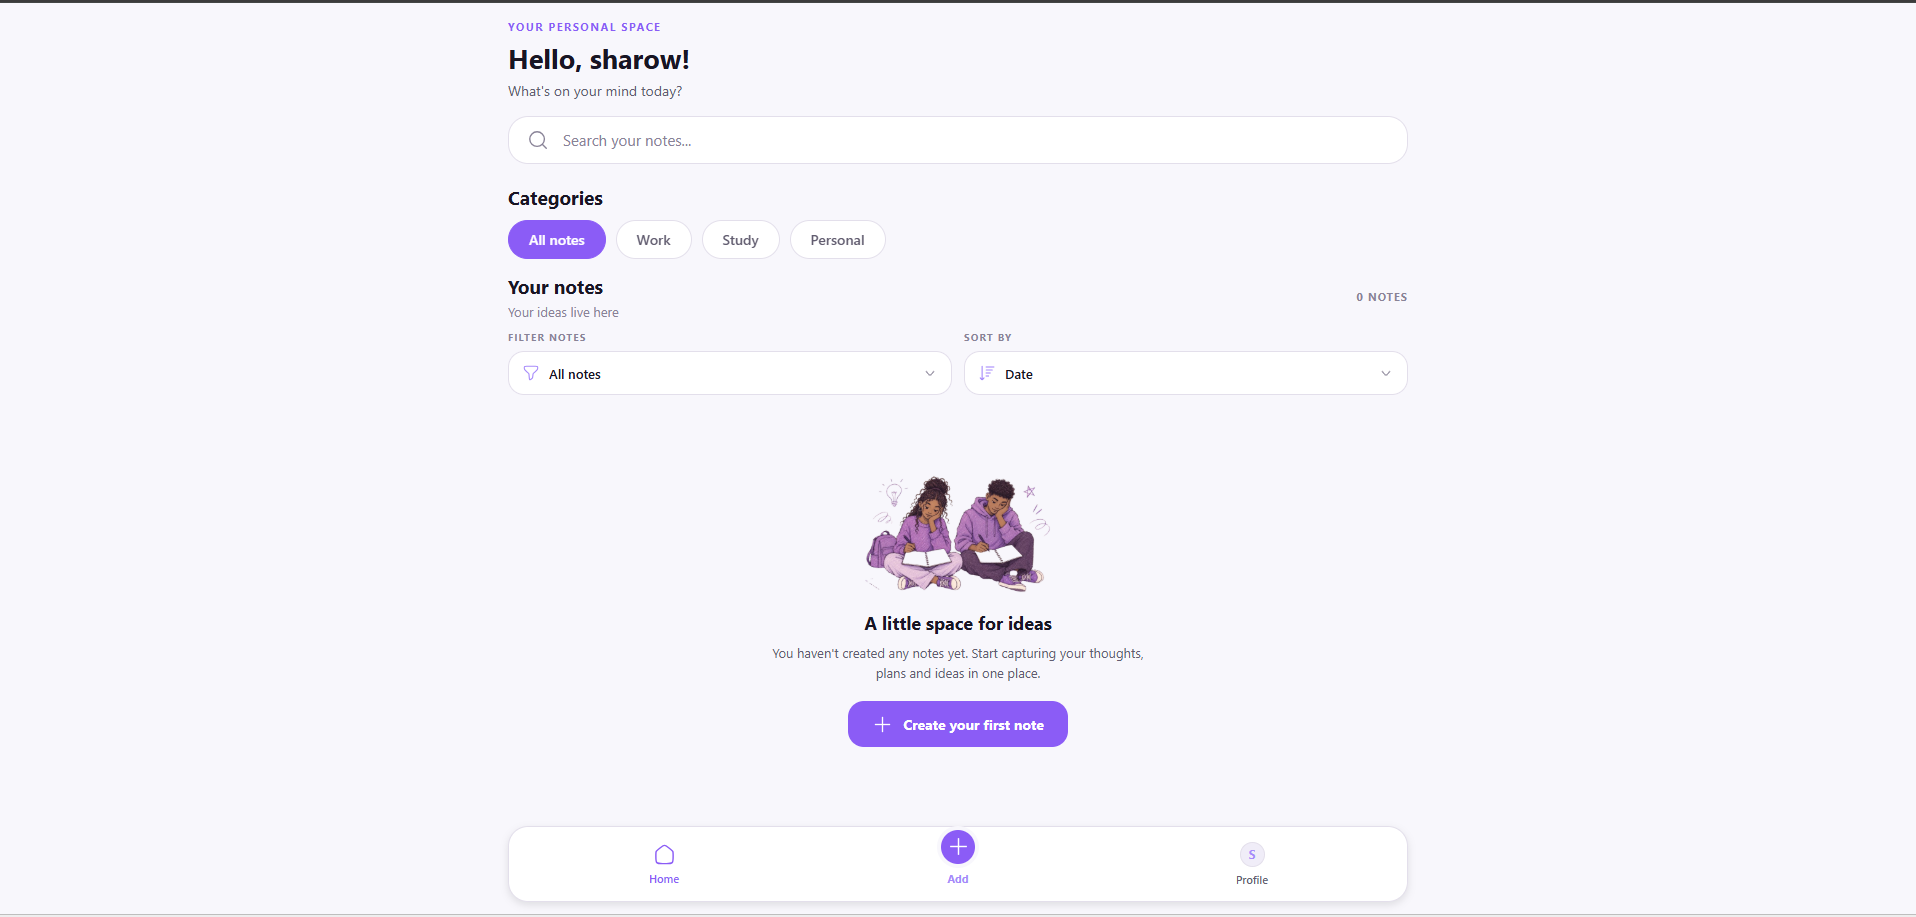 YOUR PERSONAL SPACE
Hello, sharow!
What's on your mind today?
Search your notes...
Categories
All notes
Work
Study
Personal
Your notes
0 NOTES
Your ideas live here
FILTER NOTES
SORT BY
All notes
Date
A little space for ideas
You haven't created any notes yet. Start capturing your thoughts,
plans and ideas in one place.
Create your first note
Home
Add
S
Profile